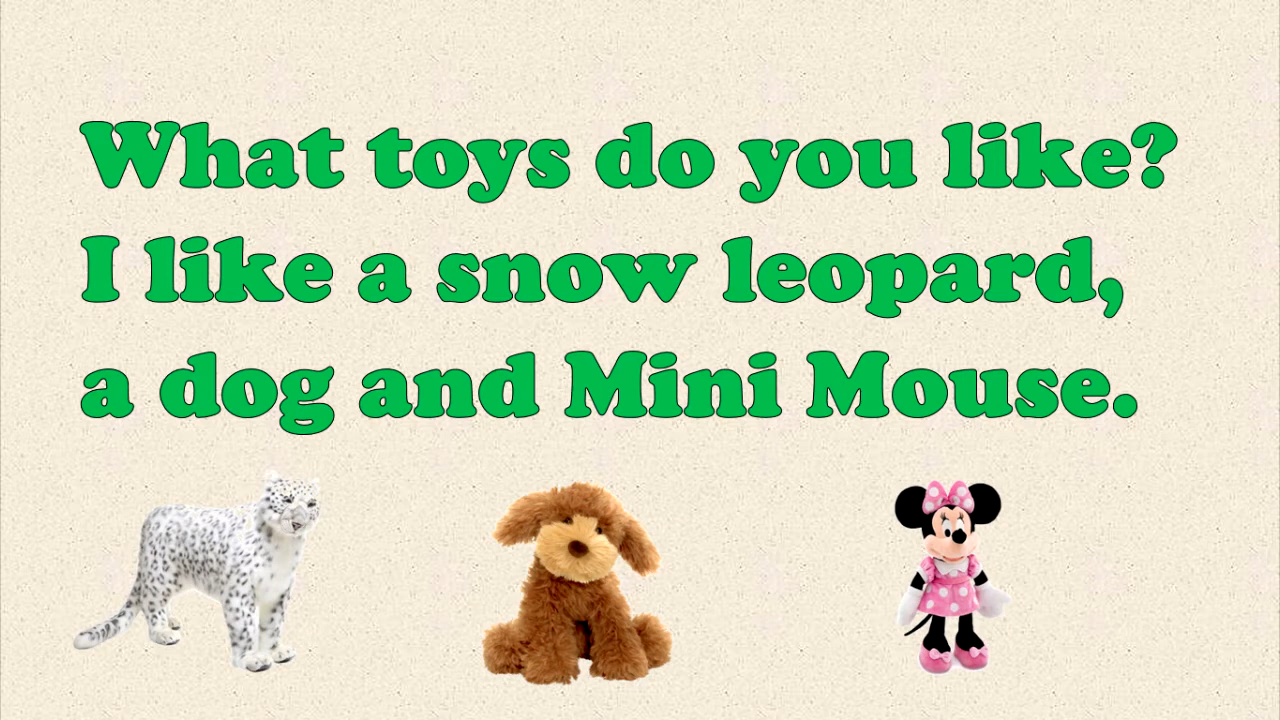 What toys do you like?
I like a snow leopard,
a dog and Mini Mouse.